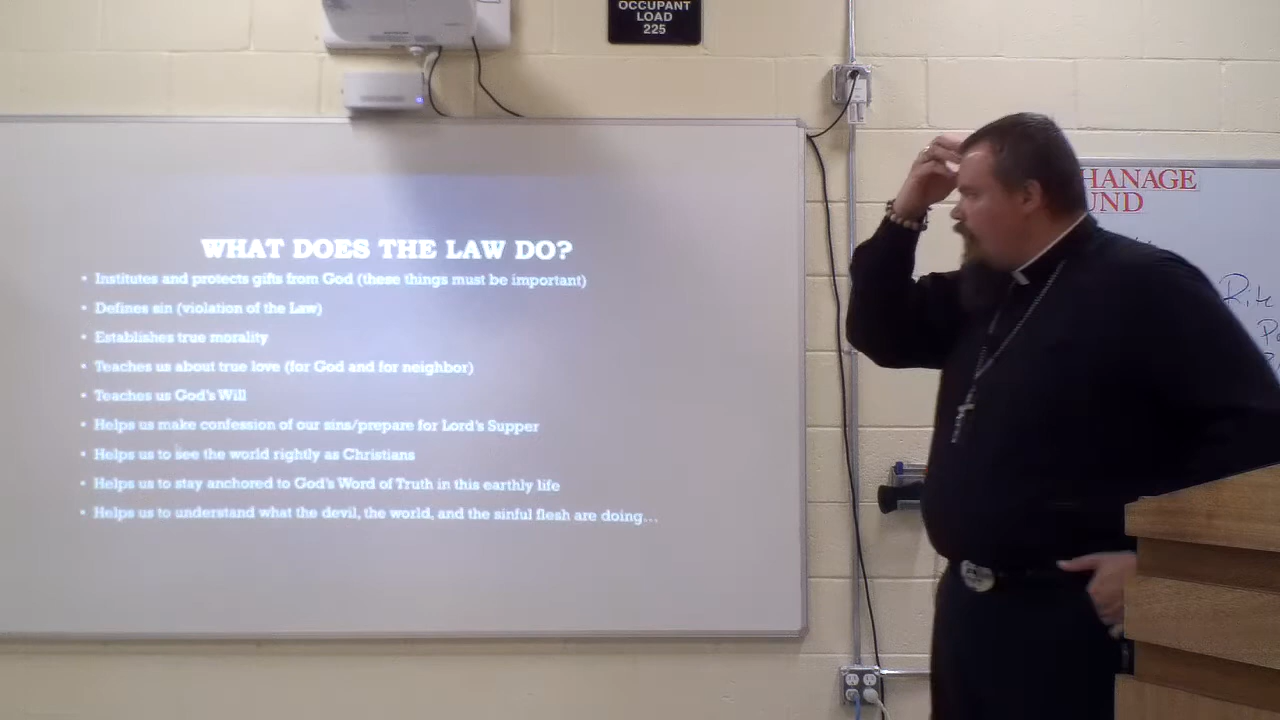 OCCUPANT
LOAD
225
WHAT DOES THE LAW DO?
• Institutes and protects gifts from God (these things must be important)
• Defines sin (violation of the Law)
• Establishes true morality
• Teaches us about true love (for God and for neighbor)
• Teaches us God's Will
• Helps us make confession of our sins/prepare for Lord's Supper
• Helps us to see the world rightly as Christians
• Helps us to stay anchored to God's Word of Truth in this earthly life
• Helps us to understand what the devil, the world, and the sinful flesh are doing...
HANAGE
UND
Rite